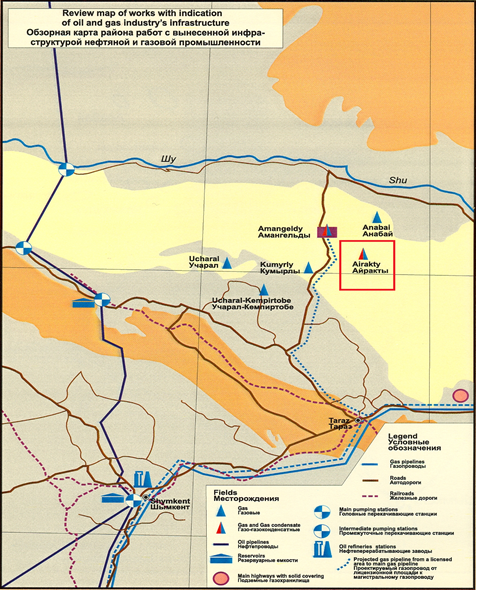 Review map of works with indication
of oil and gas industry's infrastructure
Обзорная карта района работ с вынесенной инфра-
структурой нефтяной и газовой промышленности
Шу
Shu
Amangeldy
Амангельды
Anabai
Анабай
Airakty
Айракты
Ucharal
Учарал
Kumyrly
Кумырлы
Ucharal-Kempirtobe
Учарал-Кемпиртобе
Taraz
Тараз
Shymkent
Шымкент
Legend
Условные
обозначения
Gas pipelines
Газопроводы
Roads
Автодороги
Railroads
Железные дороги
Fields
Месторождения
Gas
Газовый
Gas and Gas condensate
Газо-газоконденсатные
Oil pipelines
Нефтепроводы
Reservoirs
Резервуарные емкости
Main highways with solid covering
Подземные газохранилище
Main pumping stations
Головные перекачивающие станции
Intermediate pumping stations
Промежуточные перекачивающие станции
Oil refineries stations
Нефтеперерабатывающие заводы
Projected gas pipeline from a licensed
area to main gas pipeline
Проектируемый газопровод от
лицензионной площади к
магистральному газопроводу